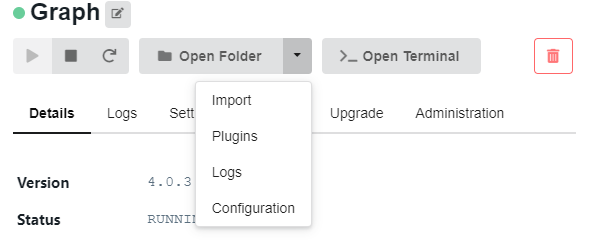 Graph
Open Folder
>_ Open Terminal
Import
Plugins
Logs
Configuration
Details Logs Sett Upgrade Administration
Version 4.0.3
Status RUNNIN